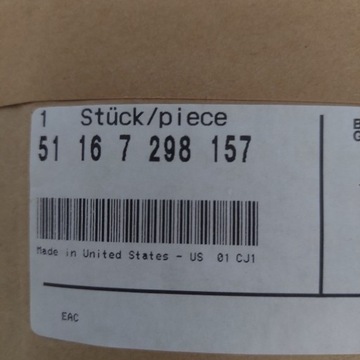 1 Stück/piece
51 16 7 298 157
Made in United States - US 01 CJ1
EAC